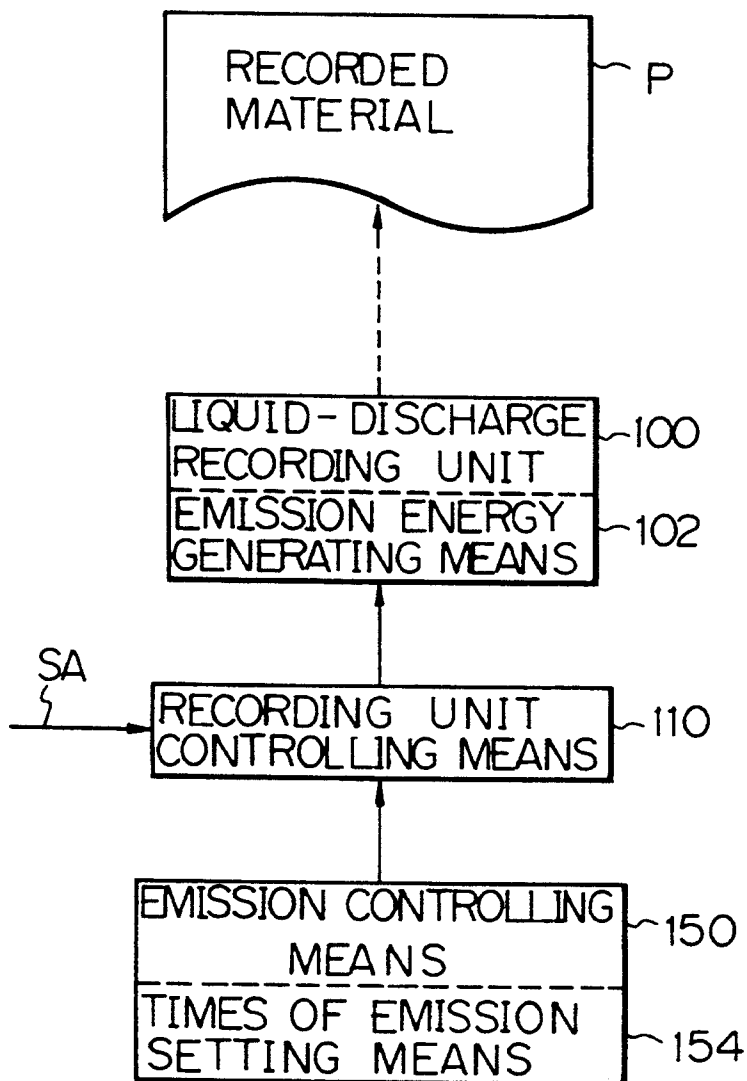 RECORDED
MATERIAL
P
LIQUID-DISCHARGE
RECORDING UNIT
100
EMISSION ENERGY
GENERATING MEANS
102
SA
RECORDING UNIT
CONTROLLING MEANS
110
EMISSION CONTROLLING
MEANS
150
TIMES OF EMISSION
SETTING MEANS
154